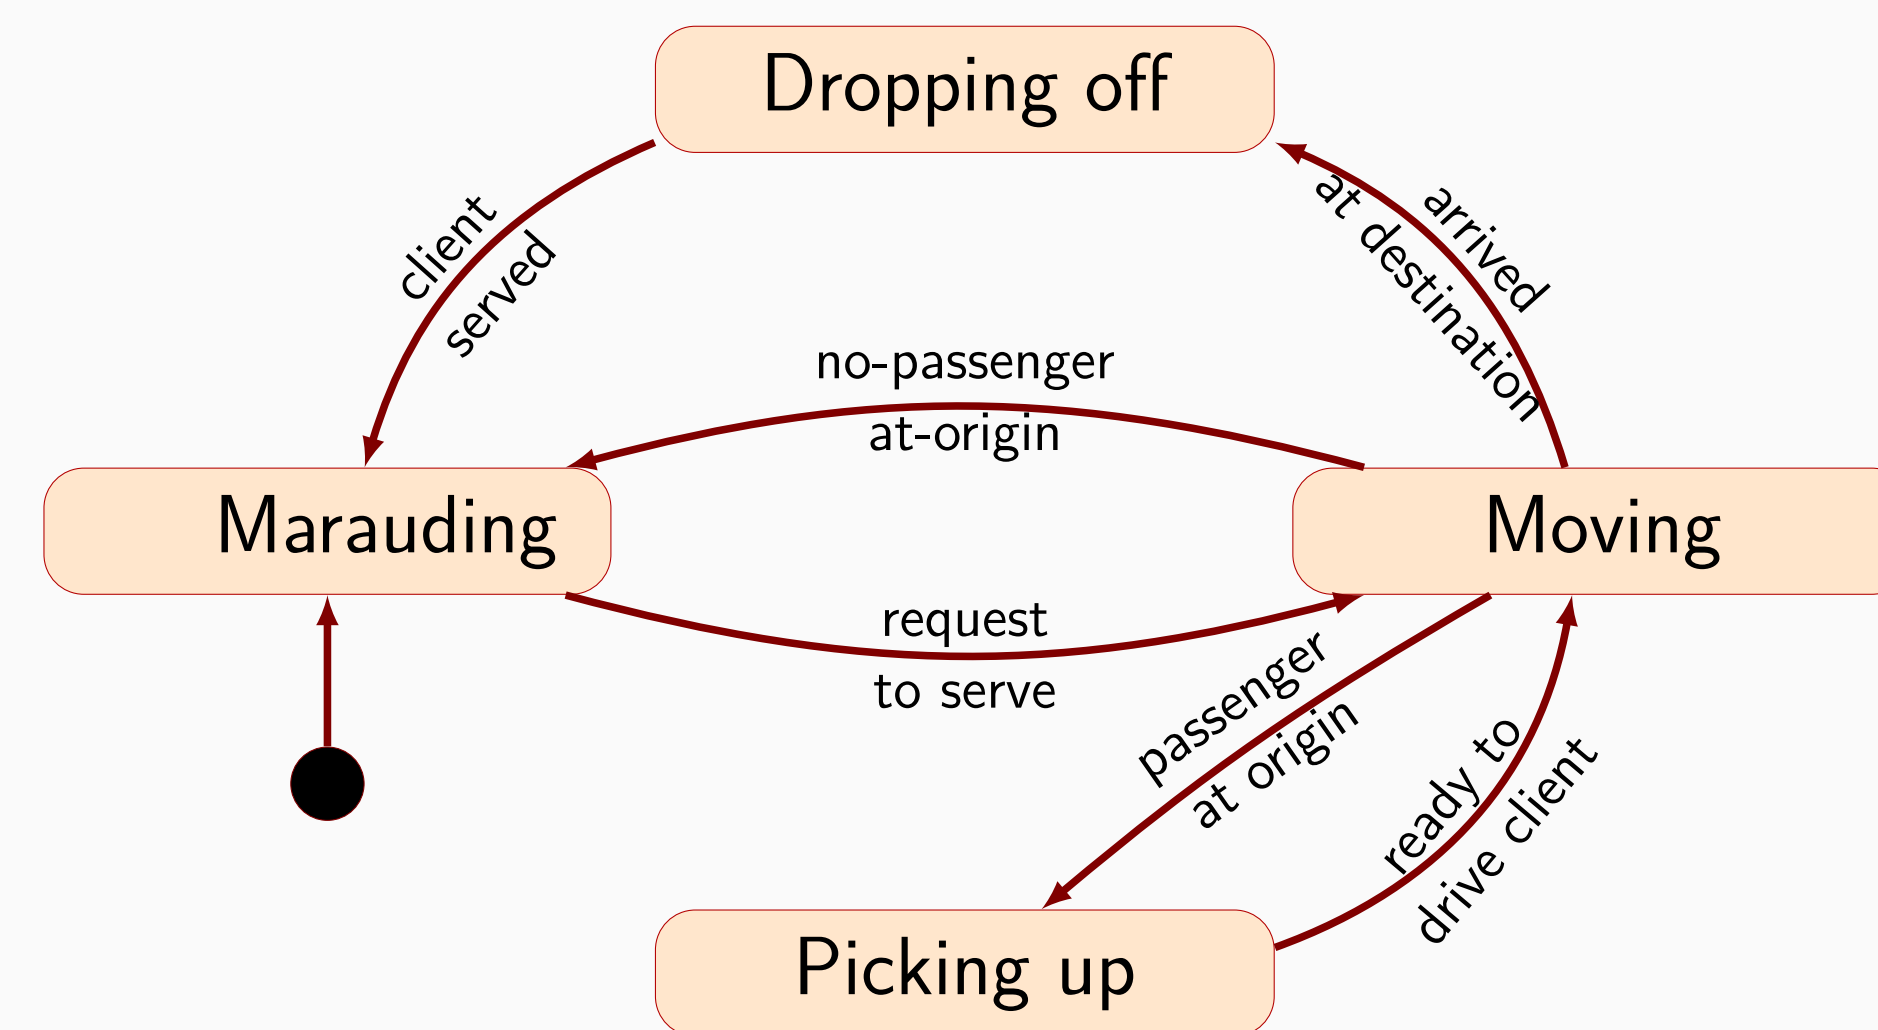 Dropping off
client
served
arrived
at destination
no-passenger
at-origin
Marauding
Moving
request
to serve
passenger
at origin
ready to
drive client
Picking up